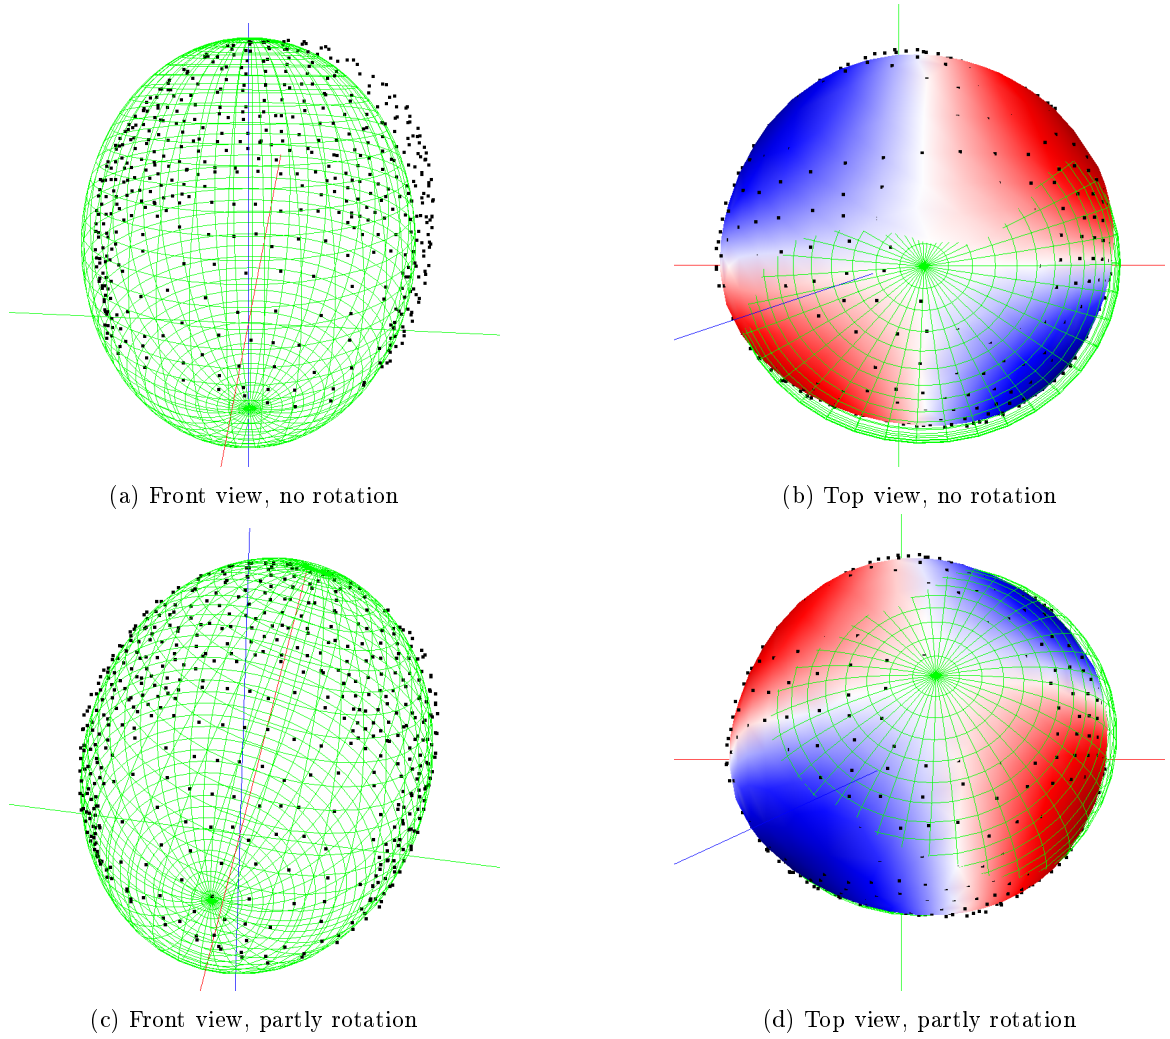 (a) Front view, no rotation
(b) Top view, no rotation
(c) Front view, partly rotation
(d) Top view, partly rotation